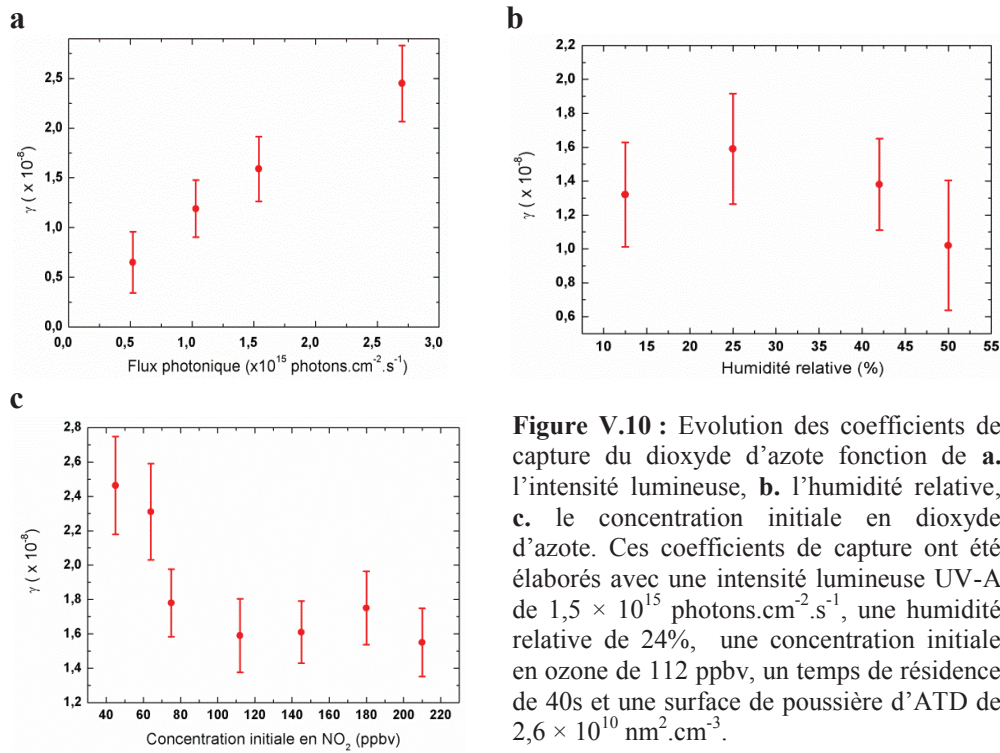 a
2,5
2,0
1,5
1,0
0,5
0,0
γ ( x 10⁻⁸)
0,0 0,5 1,0 1,5 2,0 2,5 3,0
Flux photonique (x10¹⁵ photons.cm⁻².s⁻¹)
b
2,2
2,0
1,8
1,6
1,4
1,2
1,0
0,8
0,6
γ ( x 10⁻⁸)
10 15 20 25 30 35 40 45 50 55
Humidité relative (%)
c
2,8
2,6
2,4
2,2
2,0
1,8
1,6
1,4
1,2
γ ( x 10⁻⁸)
40 60 80 100 120 140 160 180 200 220
Concentration initiale en NO₂ (ppbv)
Figure V.10 : Evolution des coefficients de
capture du dioxyde d'azote fonction de a.
l'intensité lumineuse, b. l'humidité relative,
c. le concentration initiale en dioxyde
d'azote. Ces coefficients de capture ont été
élaborés avec une intensité lumineuse UV-A
de 1,5 × 10¹⁵ photons.cm⁻².s⁻¹, une humidité
relative de 24%, une concentration initiale
en ozone de 112 ppbv, un temps de résidence
de 40s et une surface de poussière d'ATD de
2,6 × 10¹⁰ nm².cm⁻³.